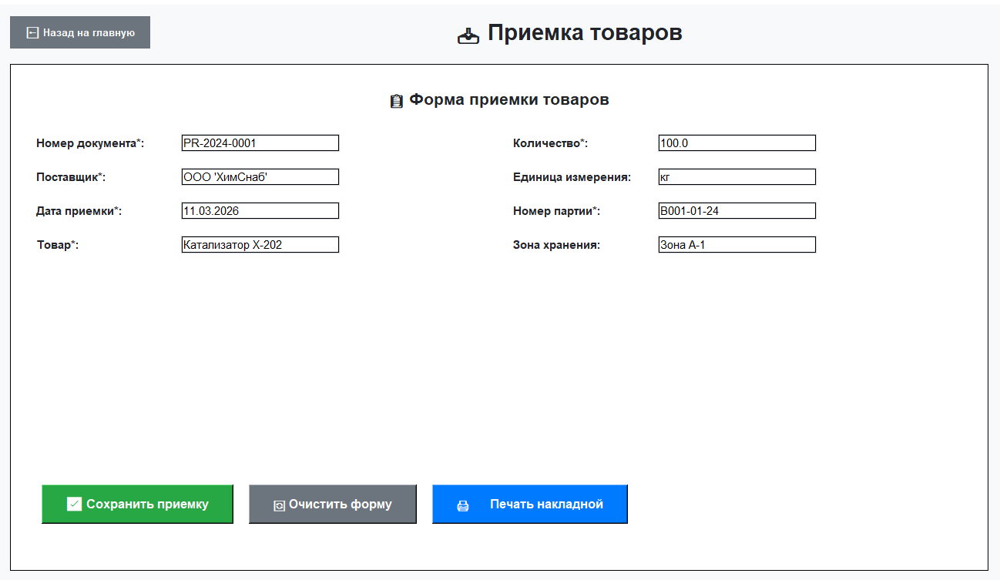 Назад на главную
Приемка товаров
Форма приемки товаров
Номер документа*: PR-2024-0001
Количество*: 100.0
Поставщик*: ООО 'ХимСнаб'
Единица измерения: кг
Дата приемки*: 11.03.2026
Номер партии*: B001-01-24
Товар*: Катализатор X-202
Зона хранения: Зона А-1
Сохранить приемку
Очистить форму
Печать накладной